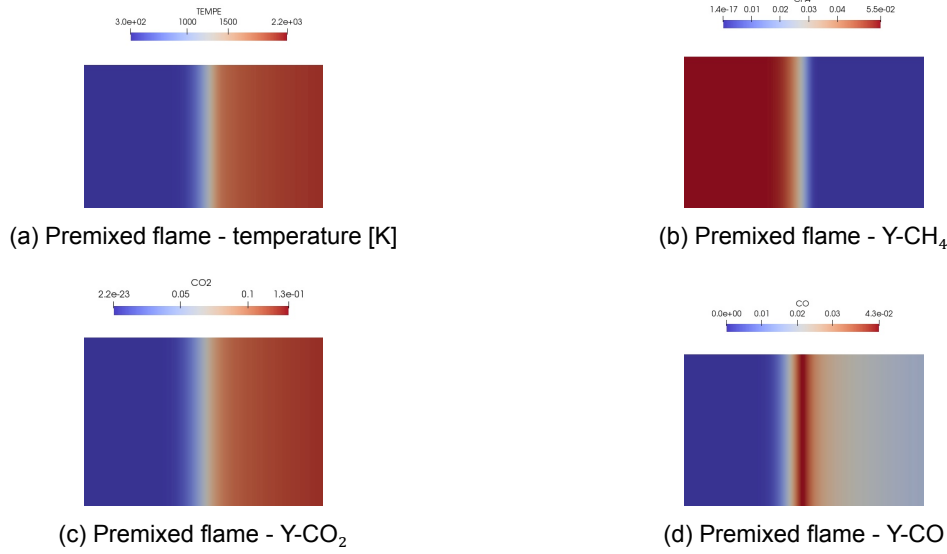 TEMPE
3.0e+02 1000 1500 2.2e+03
(a) Premixed flame - temperature [K]
1.4e-17 0.01 0.02 0.03 0.04 5.5e-02
(b) Premixed flame - Y-CH₄
CO2
2.2e-23 0.05 0.1 1.3e-01
(c) Premixed flame - Y-CO₂
CO
0.0e+00 0.01 0.02 0.03 4.3e-02
(d) Premixed flame - Y-CO